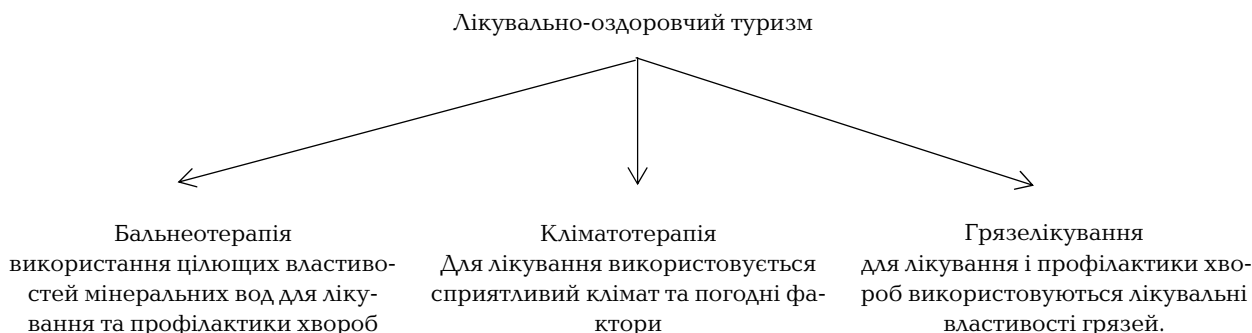 Лікувально-оздоровчий туризм
Бальнеотерапія
використання цілющих властиво-
стей мінеральних вод для ліку-
вання та профілактики хвороб
Кліматотерапія
Для лікування використовується
сприятливий клімат та погодні фа-
ктори
Грязелікування
для лікування і профілактики хво-
роб використовуються лікувальні
властивості грязей.